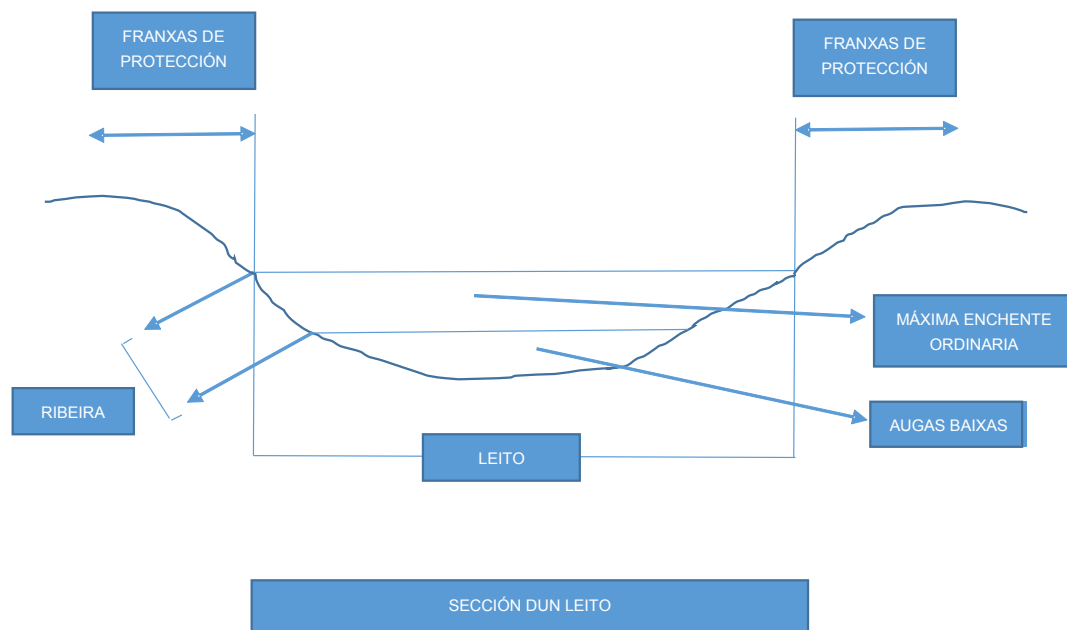 FRANXAS DE
PROTECCIÓN
FRANXAS DE
PROTECCIÓN
MÁXIMA ENCHENTE
ORDINARIA
RIBEIRA
AUGAS BAIXAS
LEITO
SECCIÓN DUN LEITO